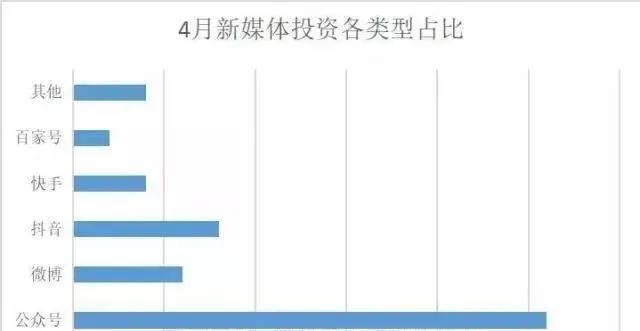 4月新媒体投资各类型占比
其他
百家号
快手
抖音
微博
公众号